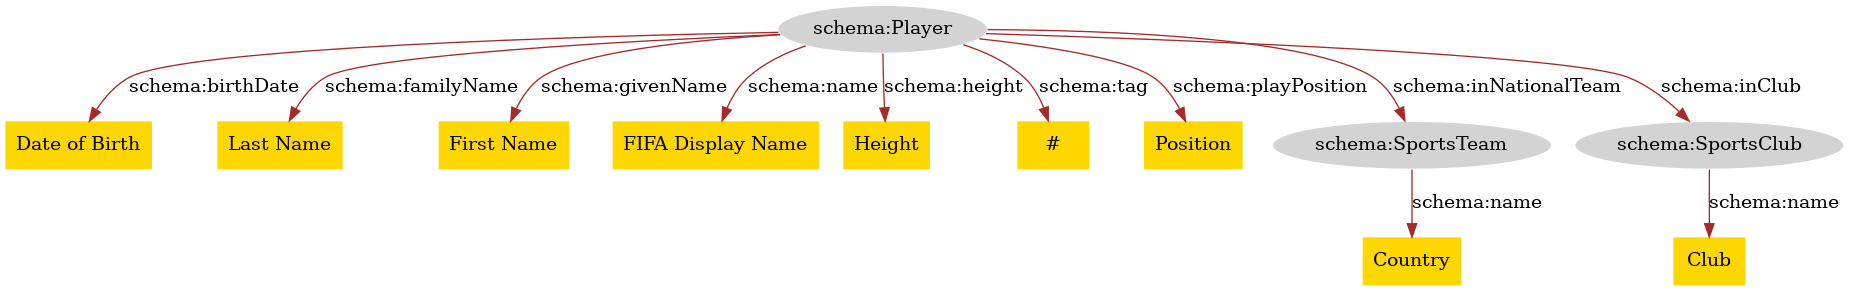 schema:Player
schema:birthDate
schema:familyName
schema:givenName
schema:name
schema:height
schema:tag
schema:playPosition
schema:inNationalTeam
schema:inClub
Date of Birth
Last Name
First Name
FIFA Display Name
Height
#
Position
schema:SportsTeam
schema:SportsClub
schema:name
schema:name
Country
Club